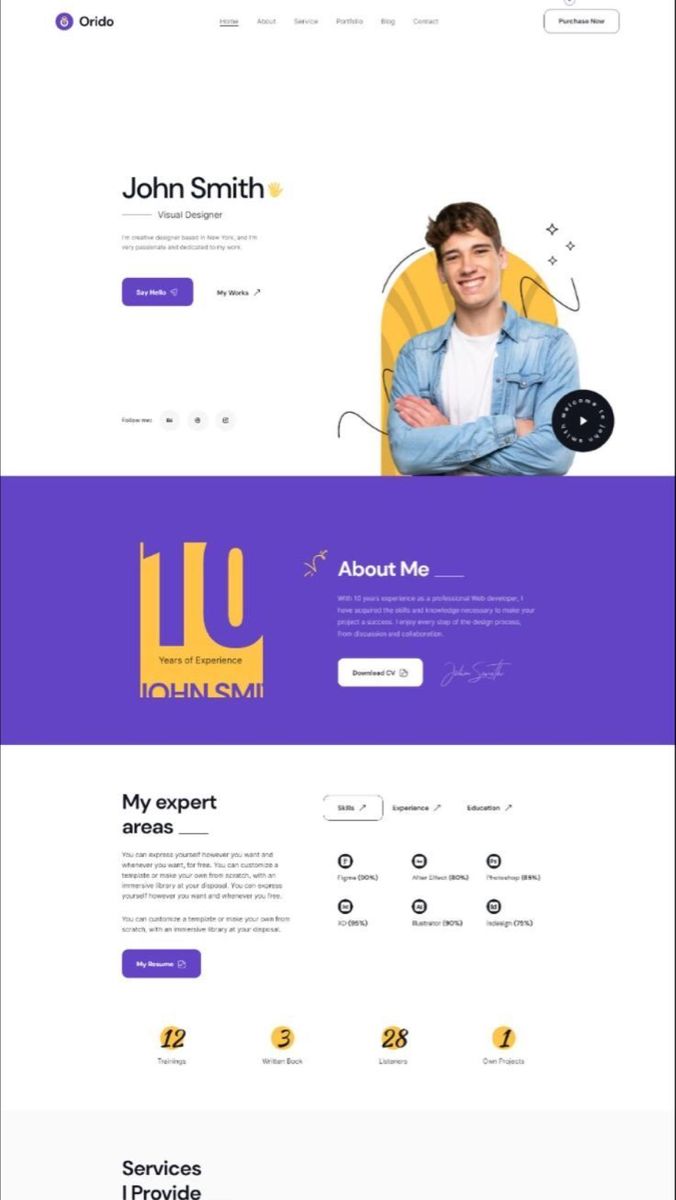 Orido
Home About Service Portfolio Blog Contact
Purchase Now
John Smith
Visual Designer
I'm creative designer based in New York, and I'm
very passionate and dedicated to my work.
Say Hello My Works
Follow me:
welcome to john smith
10
Years of Experience
JOHN SMI
About Me
With 10 years experience as a professional Web developer, I
have acquired the skills and knowledge necessary to make your
project a success. I enjoy every step of the design process,
from discussion and collaboration.
Download CV John Smith
My expert
areas
You can express yourself however you want and
whenever you want, for free. You can customize a
template or make your own from scratch, with an
immersive library at your disposal. You can express
yourself however you want and whenever you free.
You can customize a template or make your own from
scratch, with an immersive library at your disposal.
My Resume
Skills Experience Education
Figma (90%) After Effect (80%) Photoshop (85%)
XD (95%) Illustrator (90%) Indesign (75%)
12 3 28 1
Trainings Written Book Listeners Own Projects
Services
I Provide